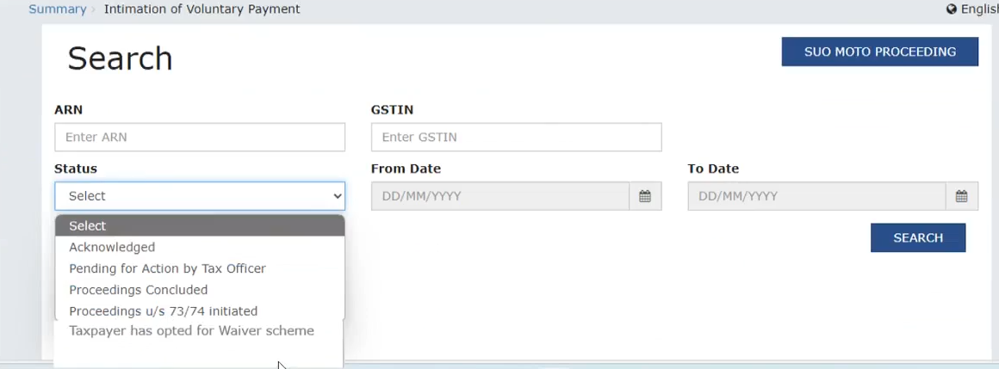 Summary › Intimation of Voluntary Payment
English
Search
SUO MOTO PROCEEDING
ARN
GSTIN
Enter ARN
Enter GSTIN
Status
From Date
To Date
Select
DD/MM/YYYY
DD/MM/YYYY
Select
Acknowledged
SEARCH
Pending for Action by Tax Officer
Proceedings Concluded
Proceedings u/s 73/74 initiated
Taxpayer has opted for Waiver scheme